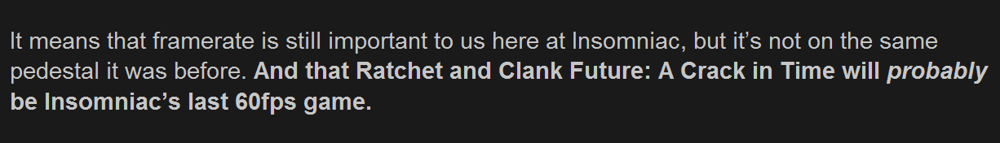 It means that framerate is still important to us here at Insomniac, but it’s not on the same
pedestal it was before. And that Ratchet and Clank Future: A Crack in Time will probably
be Insomniac’s last 60fps game.